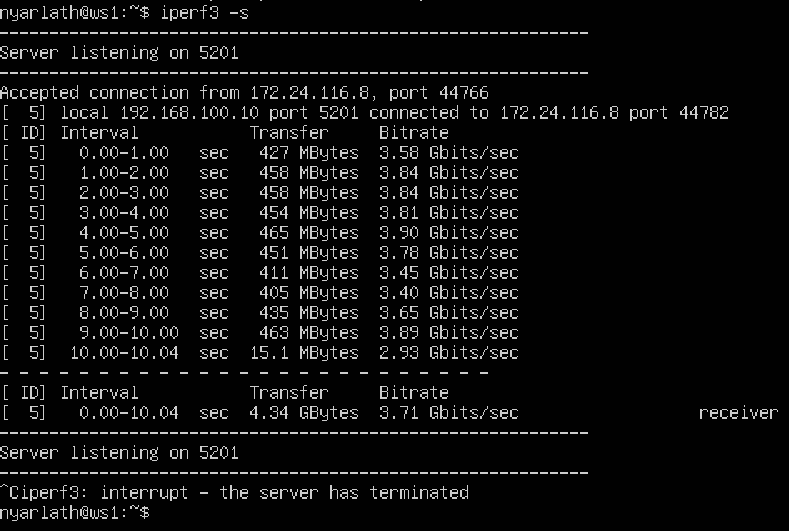 nyarlath@ws1:~$ iperf3 -s
-----------------------------------------------------------
Server listening on 5201
-----------------------------------------------------------
Accepted connection from 172.24.116.8, port 44766
[  5] local 192.168.100.10 port 5201 connected to 172.24.116.8 port 44782
[ ID] Interval           Transfer     Bitrate
[  5]   0.00-1.00   sec   427 MBytes  3.58 Gbits/sec
[  5]   1.00-2.00   sec   458 MBytes  3.84 Gbits/sec
[  5]   2.00-3.00   sec   458 MBytes  3.84 Gbits/sec
[  5]   3.00-4.00   sec   454 MBytes  3.81 Gbits/sec
[  5]   4.00-5.00   sec   465 MBytes  3.90 Gbits/sec
[  5]   5.00-6.00   sec   451 MBytes  3.78 Gbits/sec
[  5]   6.00-7.00   sec   411 MBytes  3.45 Gbits/sec
[  5]   7.00-8.00   sec   405 MBytes  3.40 Gbits/sec
[  5]   8.00-9.00   sec   435 MBytes  3.65 Gbits/sec
[  5]   9.00-10.00  sec   463 MBytes  3.89 Gbits/sec
[  5]  10.00-10.04  sec  15.1 MBytes  2.93 Gbits/sec
- - - - - - - - - - - - - - - - - - - - - - - - -
[ ID] Interval           Transfer     Bitrate
[  5]   0.00-10.04  sec  4.34 GBytes  3.71 Gbits/sec                  receiver
-----------------------------------------------------------
Server listening on 5201
-----------------------------------------------------------
^Ciperf3: interrupt - the server has terminated
nyarlath@ws1:~$